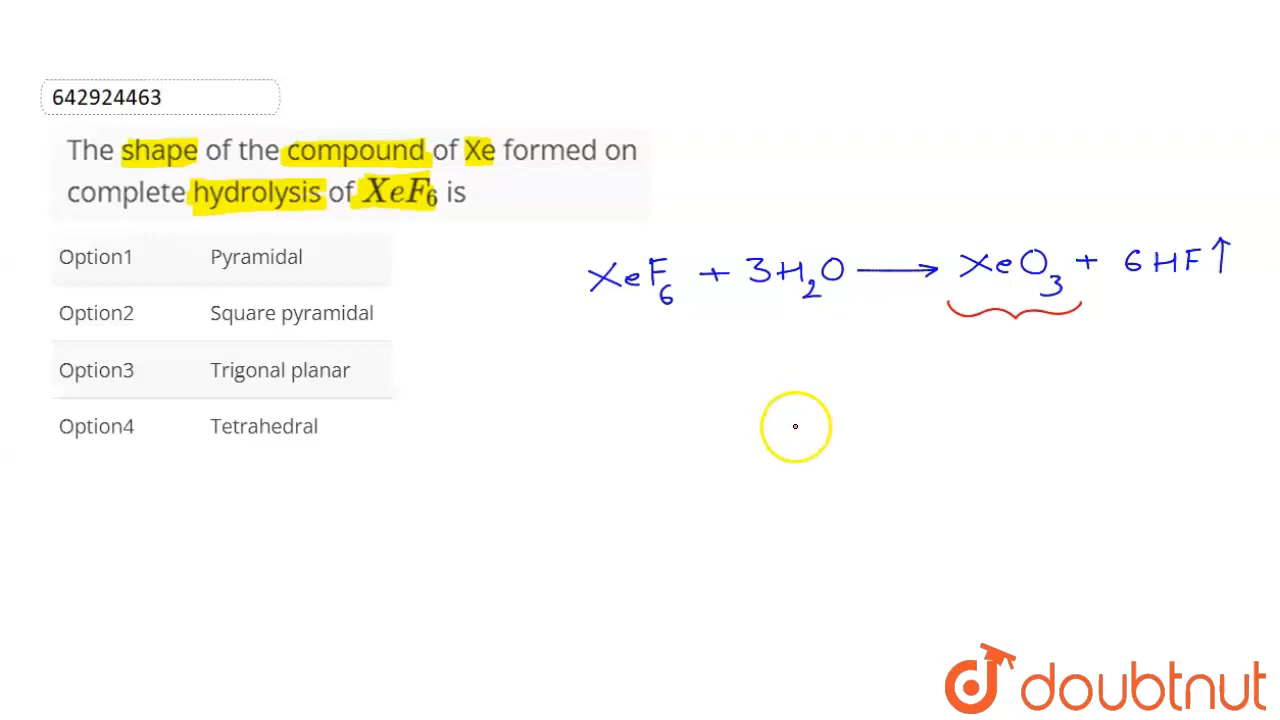 642924463
The shape of the compound of Xe formed on
complete hydrolysis of XeF₆ is
Option1 Pyramidal
Option2 Square pyramidal
Option3 Trigonal planar
Option4 Tetrahedral
XeF₆ + 3H₂O ⟶ XeO₃ + 6HF↑
doubtnut